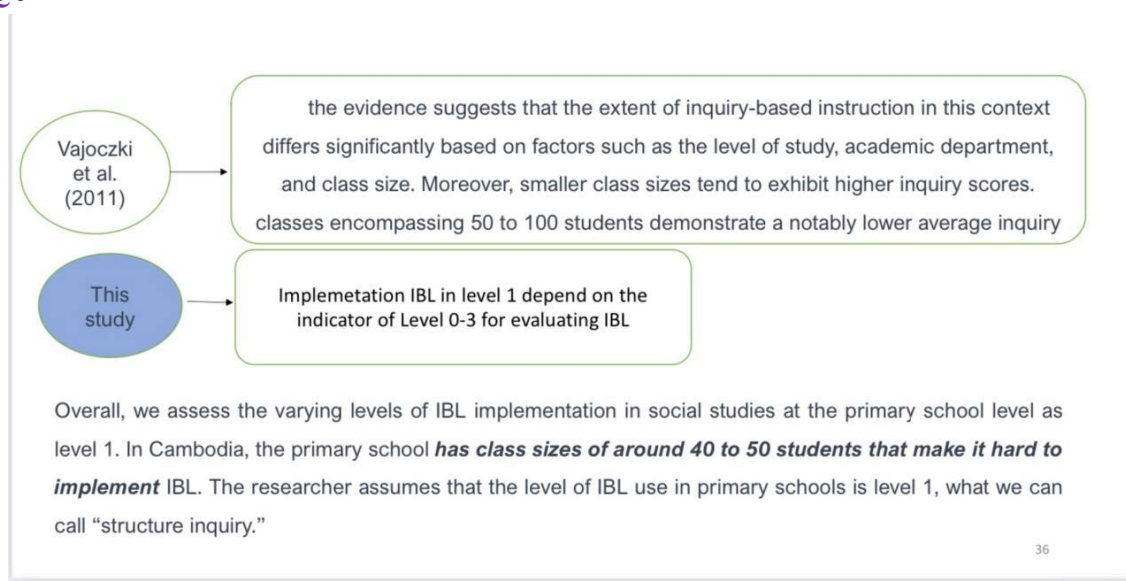 Vajoczki
et al.
(2011)
the evidence suggests that the extent of inquiry-based instruction in this context
differs significantly based on factors such as the level of study, academic department,
and class size. Moreover, smaller class sizes tend to exhibit higher inquiry scores.
classes encompassing 50 to 100 students demonstrate a notably lower average inquiry
This
study
Implemetation IBL in level 1 depend on the
indicator of Level 0-3 for evaluating IBL
Overall, we assess the varying levels of IBL implementation in social studies at the primary school level as
level 1. In Cambodia, the primary school has class sizes of around 40 to 50 students that make it hard to
implement IBL. The researcher assumes that the level of IBL use in primary schools is level 1, what we can
call “structure inquiry.”
36